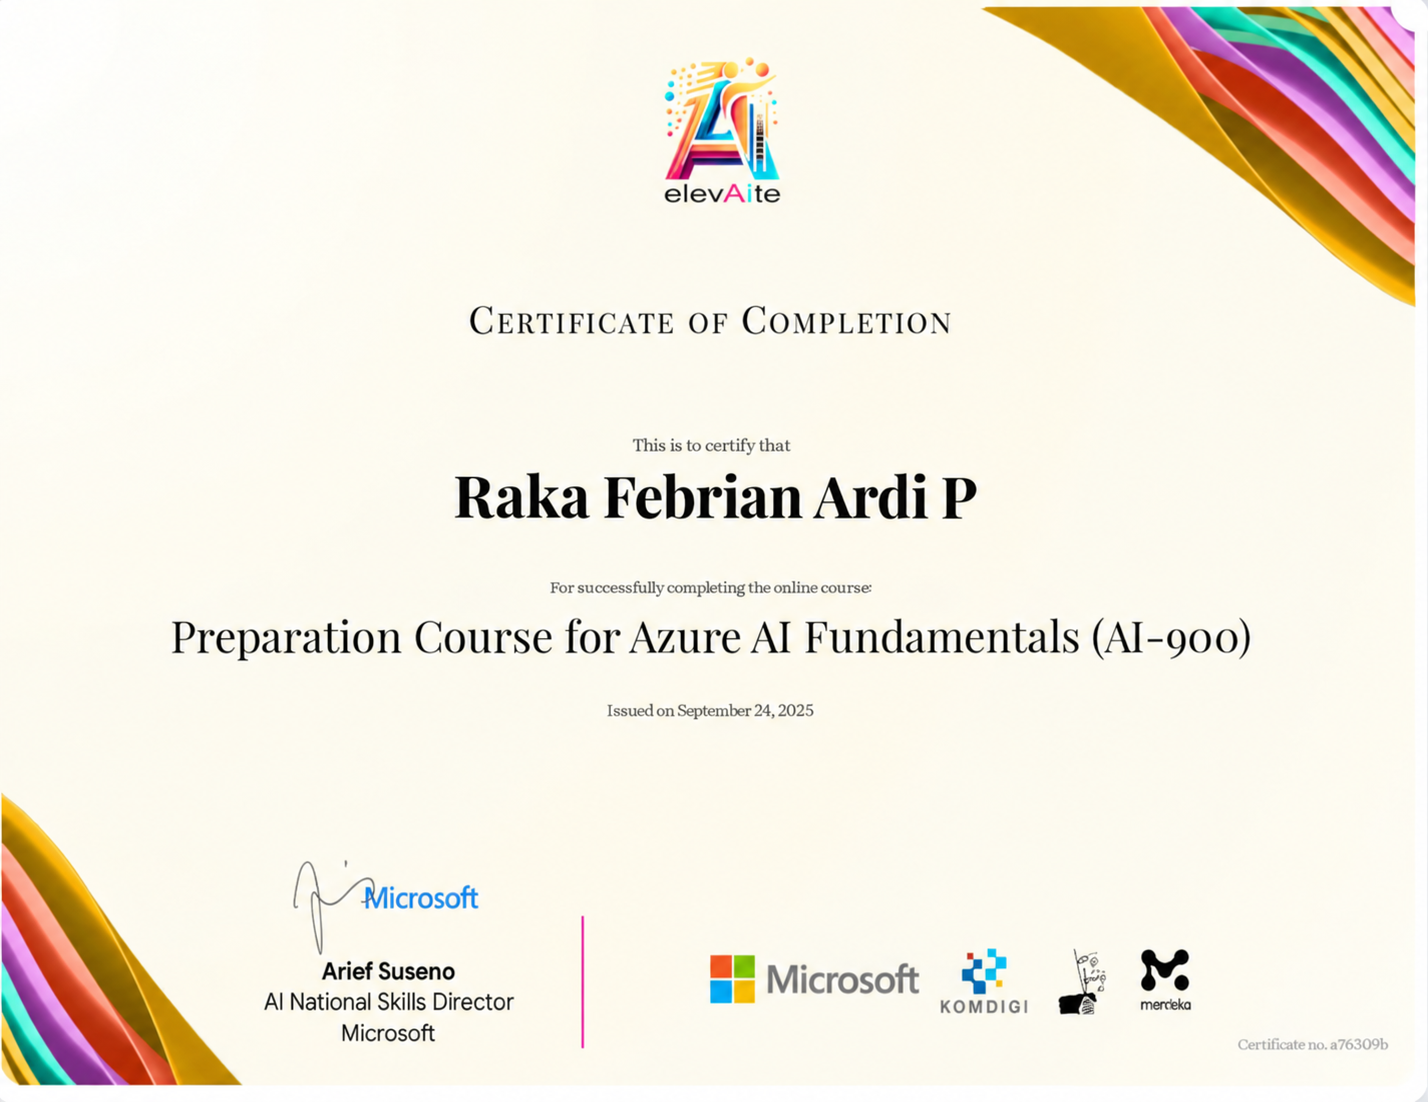 elevAite
Certificate of Completion
This is to certify that
Raka Febrian Ardi P
For successfully completing the online course:
Preparation Course for Azure AI Fundamentals (AI-900)
Issued on September 24, 2025
Microsoft
Arief Suseno
AI National Skills Director
Microsoft
Microsoft
KOMDIGI
merdeka
Certificate no. a76309b